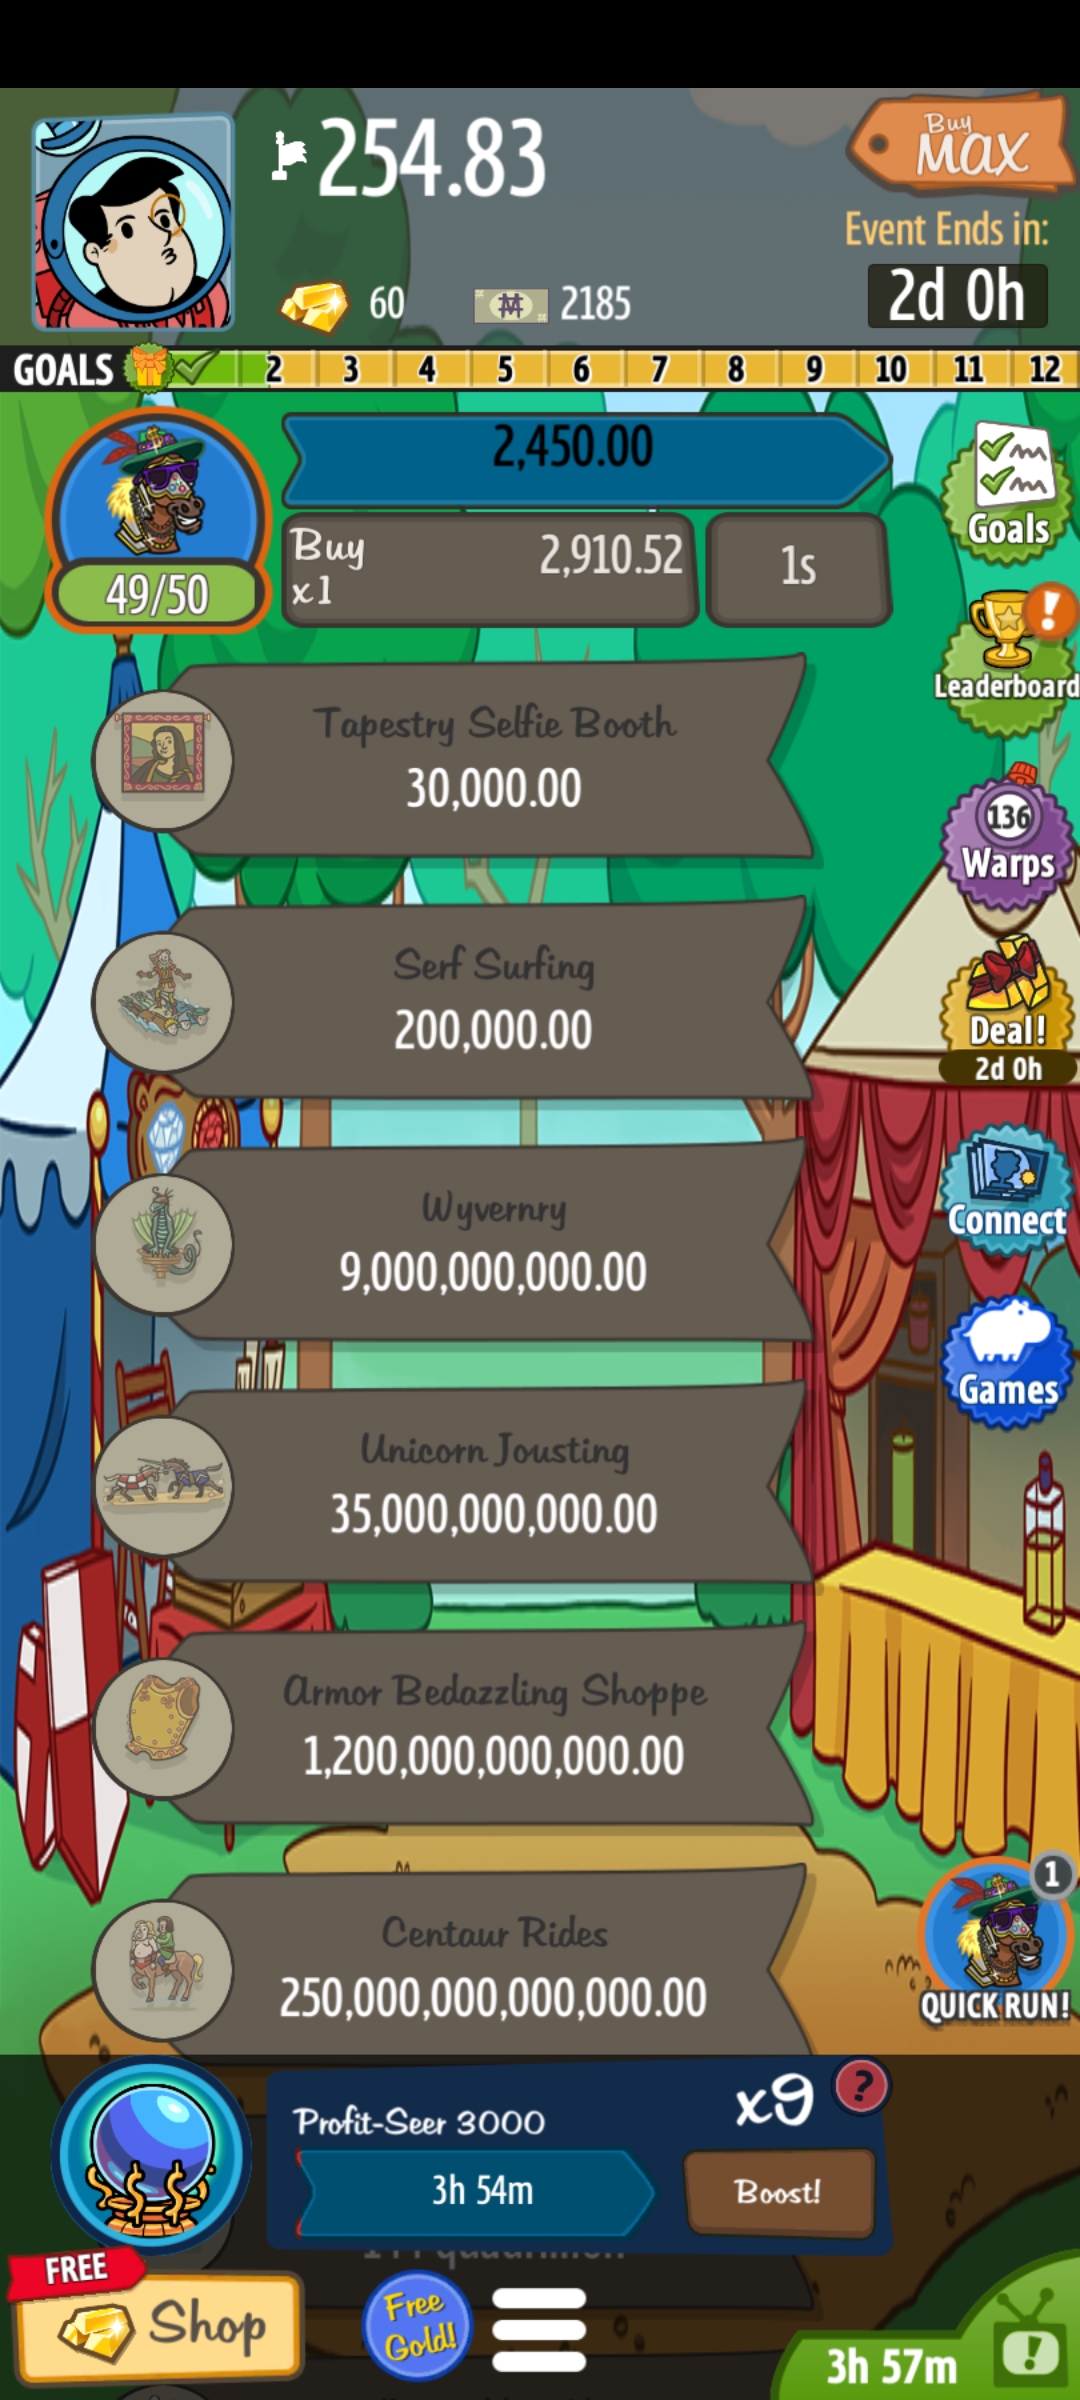 254.83
Buy
MAX
Event Ends in:
60
2185
2d 0h
GOALS 2 3 4 5 6 7 8 9 10 11 12
2,450.00
Buy
x1
2,910.52
1s
49/50
Goals
Leaderboard
Tapestry Selfie Booth
30,000.00
136
Warps
Serf Surfing
200,000.00
Deal!
2d 0h
Wyvernry
9,000,000,000.00
Connect
Games
Unicorn Jousting
35,000,000,000.00
Armor Bedazzling Shoppe
1,200,000,000,000.00
Centaur Rides
250,000,000,000,000.00
1
QUICK RUN!
Profit-Seer 3000
x9
?
3h 54m
Boost!
FREE
Shop
Free
Gold!
3h 57m